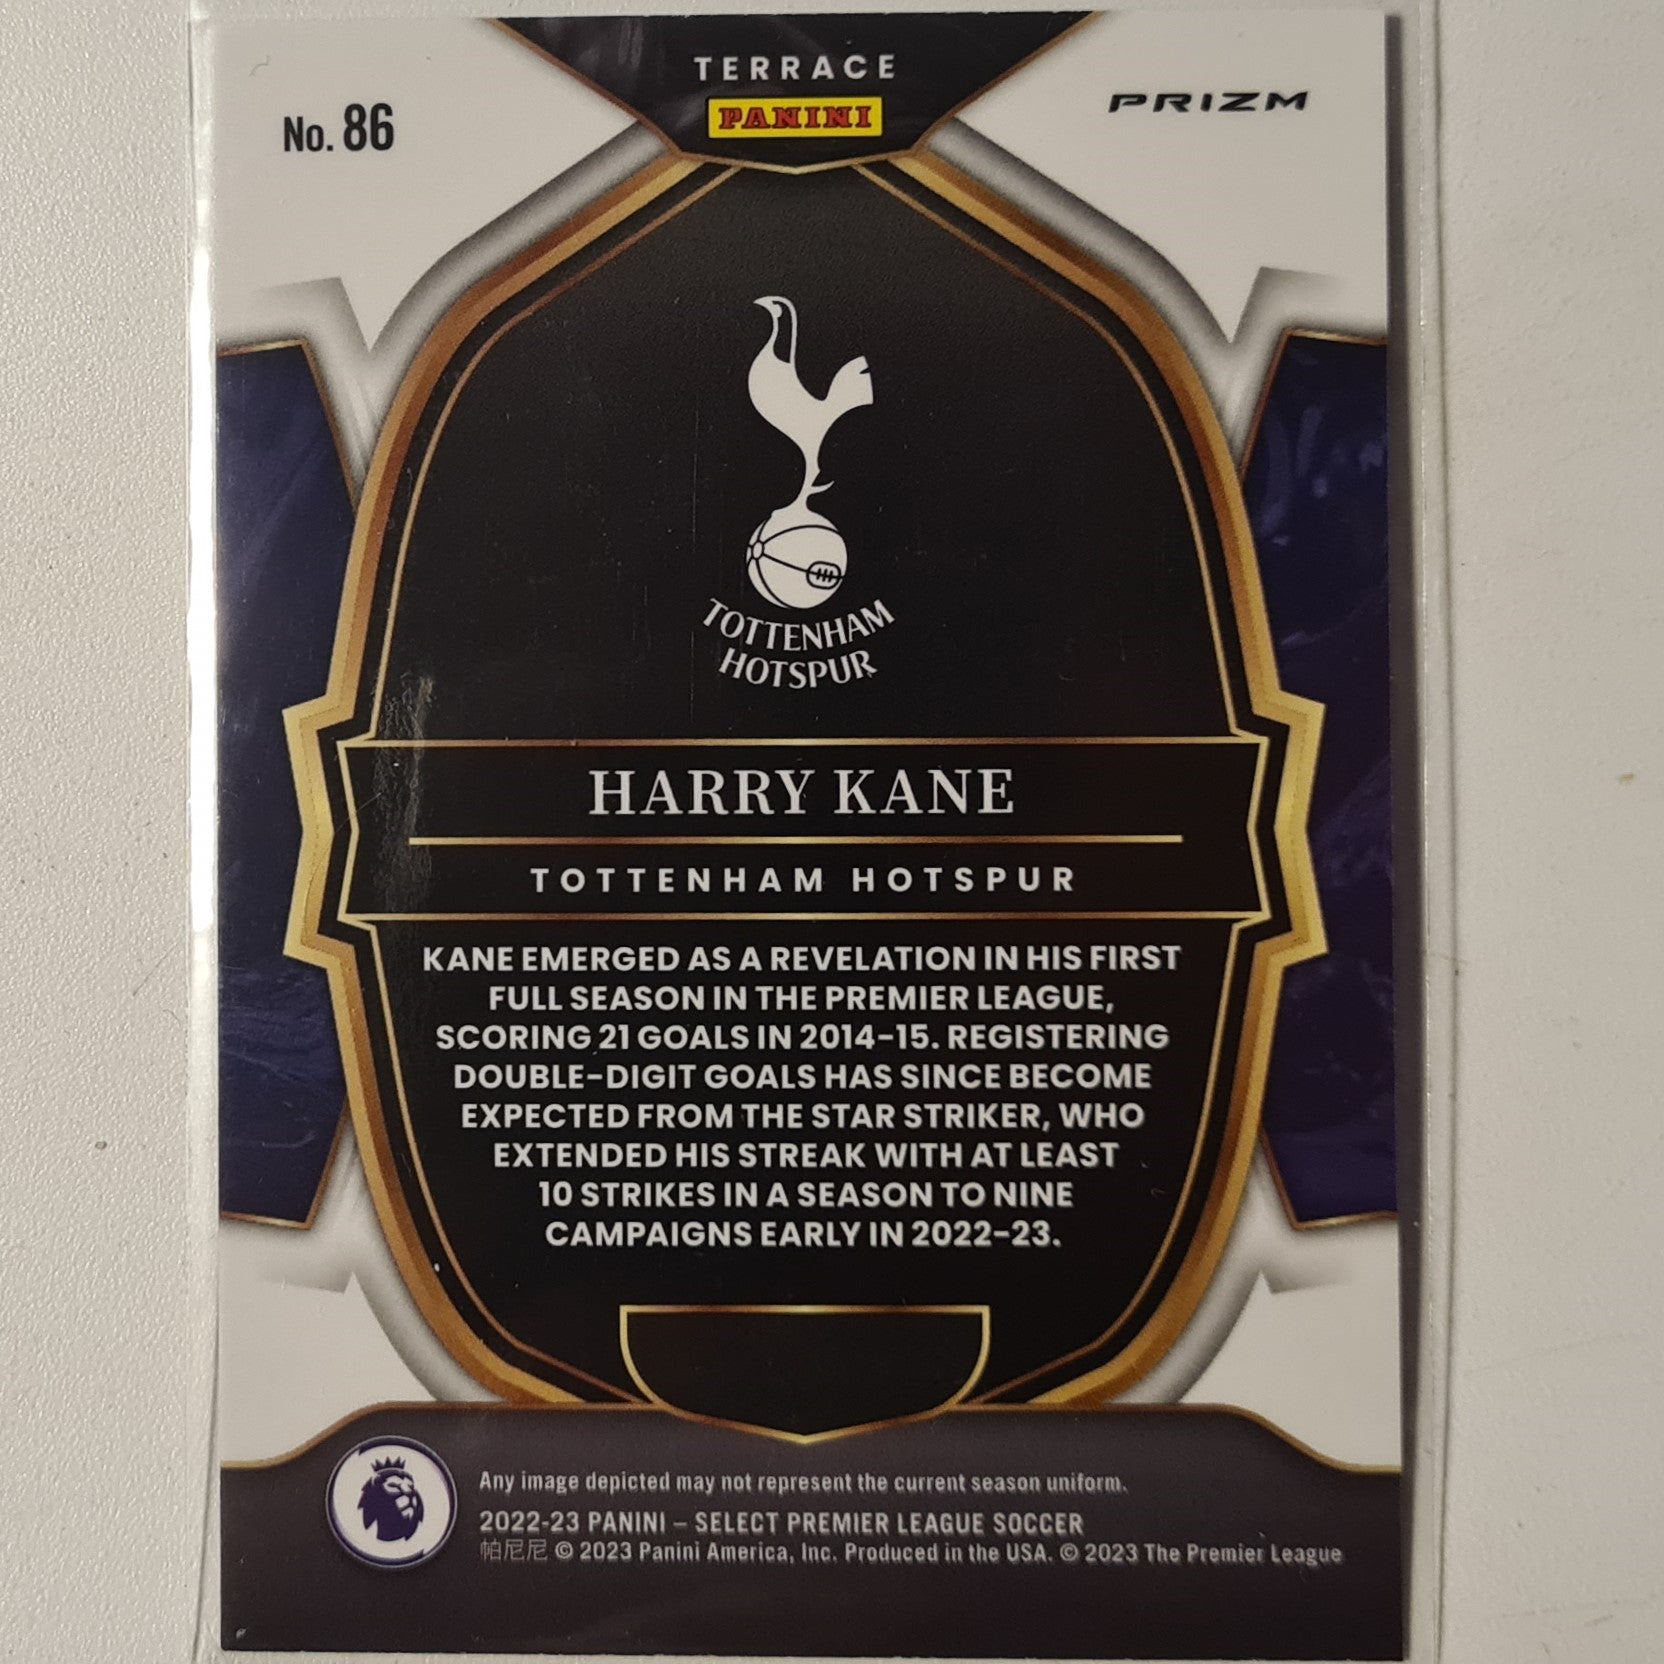 TERRACE
PANINI
No. 86
PRIZM
TOTTENHAM
HOTSPUR
HARRY KANE
TOTTENHAM HOTSPUR
KANE EMERGED AS A REVELATION IN HIS FIRST
FULL SEASON IN THE PREMIER LEAGUE,
SCORING 21 GOALS IN 2014-15. REGISTERING
DOUBLE-DIGIT GOALS HAS SINCE BECOME
EXPECTED FROM THE STAR STRIKER, WHO
EXTENDED HIS STREAK WITH AT LEAST
10 STRIKES IN A SEASON TO NINE
CAMPAIGNS EARLY IN 2022-23.
Any image depicted may not represent the current season uniform.
2022-23 PANINI – SELECT PREMIER LEAGUE SOCCER
帕尼尼 © 2023 Panini America, Inc. Produced in the USA. © 2023 The Premier League